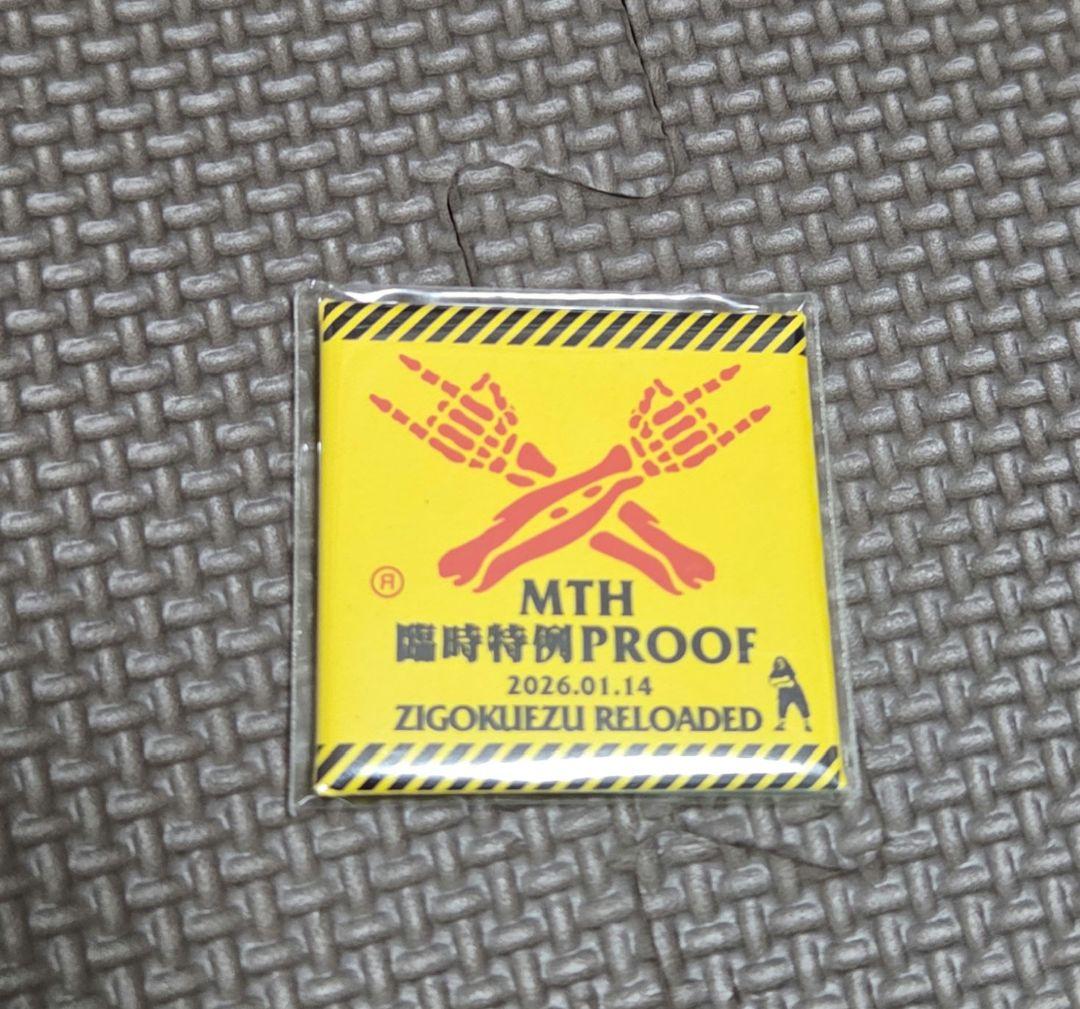 Я
MTH
臨時特例PROOF
2026.01.14
ZIGOKUEZU RELOADED